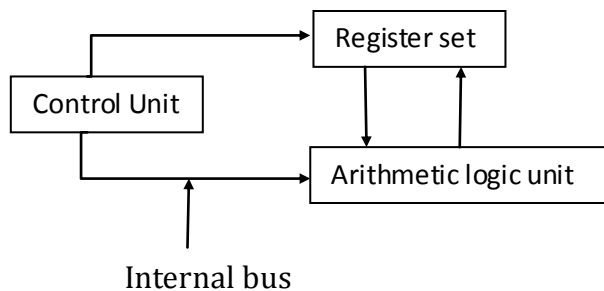 Register set
Control Unit
Arithmetic logic unit
Internal bus